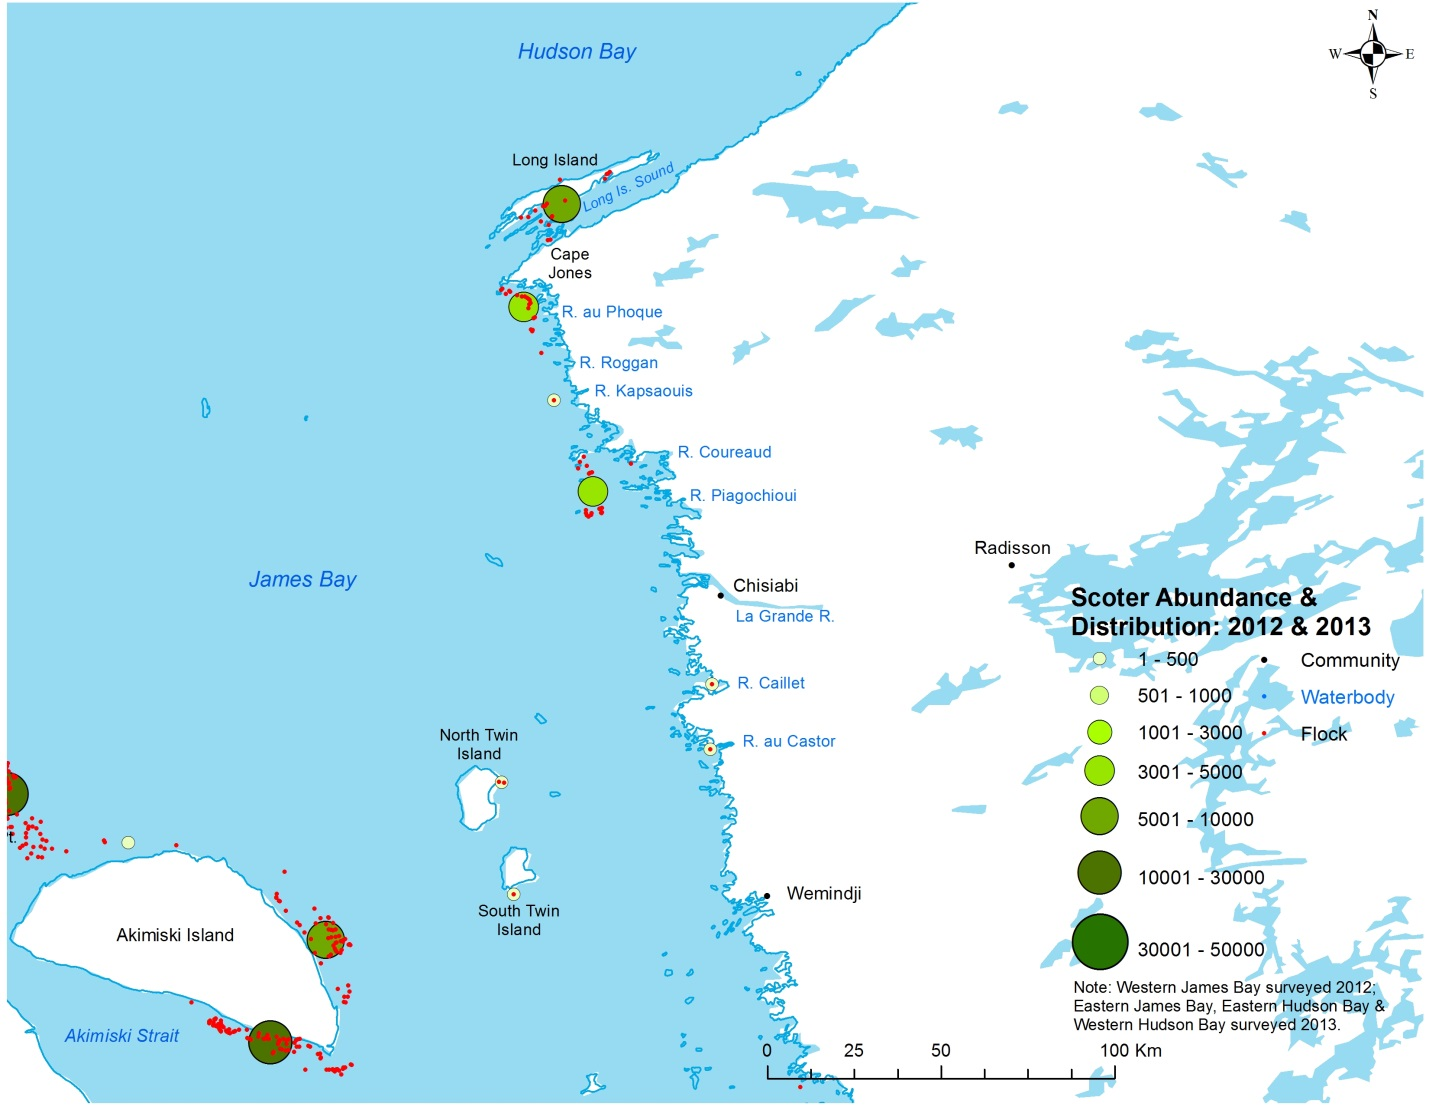 Hudson Bay
N
W
E
S
Long Island
Long Is. Sound
Cape
Jones
R. au Phoque
R. Roggan
R. Kapsaouis
R. Coureaud
R. Piagochioui
James Bay
Radisson
Chisiabi
La Grande R.
R. Caillet
R. au Castor
North Twin
Island
t.
Wemindji
South Twin
Island
Akimiski Island
Akimiski Strait
Scoter Abundance &
Distribution: 2012 & 2013
1 - 500
Community
501 - 1000
Waterbody
1001 - 3000
Flock
3001 - 5000
5001 - 10000
10001 - 30000
30001 - 50000
Note: Western James Bay surveyed 2012;
Eastern James Bay, Eastern Hudson Bay &
Western Hudson Bay surveyed 2013.
0 25 50 100 Km